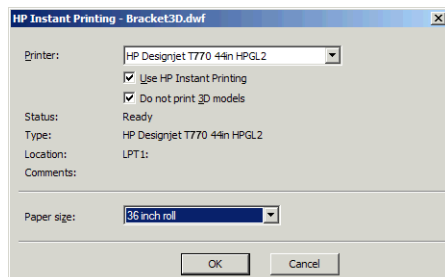 HP Instant Printing - Bracket3D.dwf
Printer: HP Designjet T770 44in HPGL2
Use HP Instant Printing
Do not print 3D models
Status: Ready
Type: HP Designjet T770 44in HPGL2
Location: LPT1:
Comments:
Paper size: 36 inch roll
OK Cancel